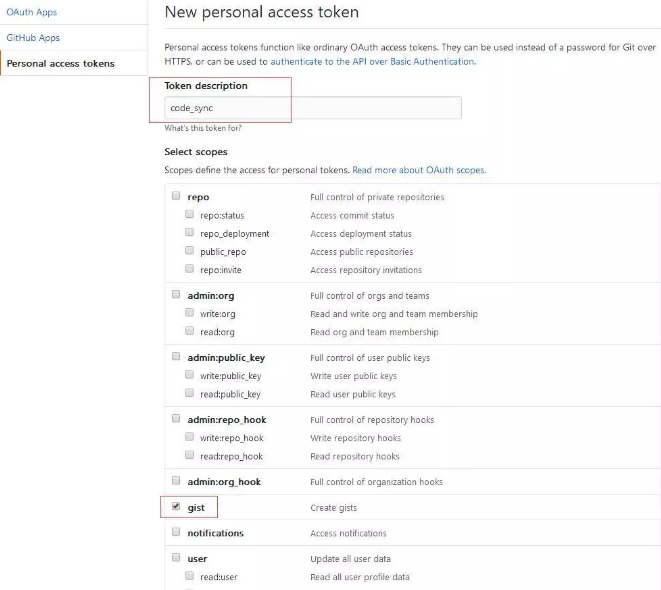 OAuth Apps
GitHub Apps
Personal access tokens
New personal access token
Personal access tokens function like ordinary OAuth access tokens. They can be used instead of a password for Git over
HTTPS, or can be used to authenticate to the API over Basic Authentication.
Token description
code_sync
What's this token for?
Select scopes
Scopes define the access for personal tokens. Read more about OAuth scopes.
repo Full control of private repositories
repo:status Access commit status
repo_deployment Access deployment status
public_repo Access public repositories
repo:invite Access repository invitations
admin:org Full control of orgs and teams
write:org Read and write org and team membership
read:org Read org and team membership
admin:public_key Full control of user public keys
write:public_key Write user public keys
read:public_key Read user public keys
admin:repo_hook Full control of repository hooks
write:repo_hook Write repository hooks
read:repo_hook Read repository hooks
admin:org_hook Full control of organization hooks
gist Create gists
notifications Access notifications
user Update all user data
read:user Read all user profile data